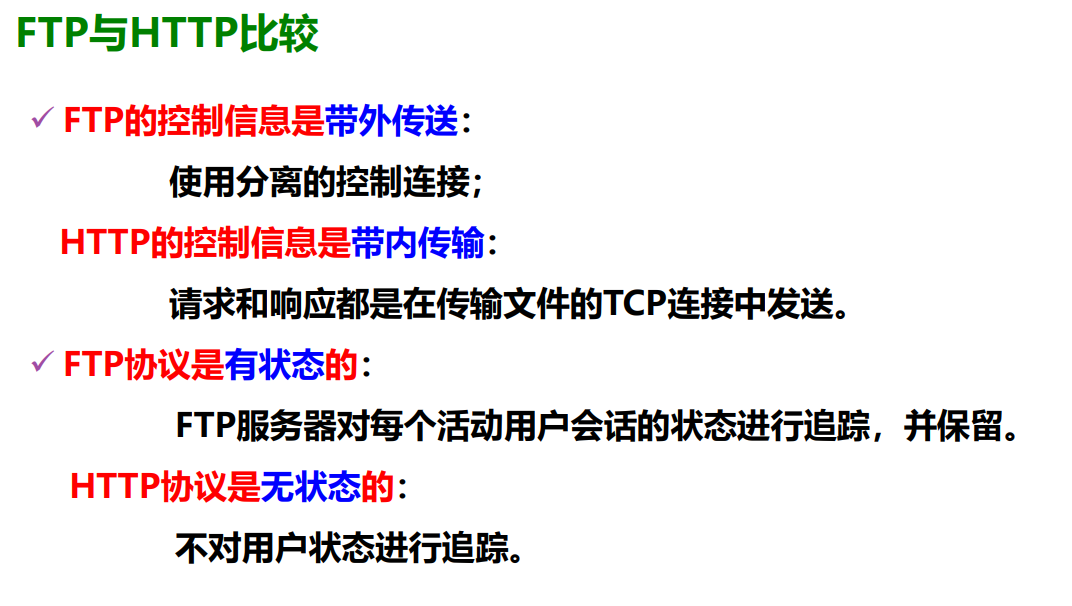 FTP与HTTP比较
✓ FTP的控制信息是带外传送：
使用分离的控制连接；
HTTP的控制信息是带内传输：
请求和响应都是在传输文件的TCP连接中发送。
✓ FTP协议是有状态的：
FTP服务器对每个活动用户会话的状态进行追踪，并保留。
HTTP协议是无状态的：
不对用户状态进行追踪。